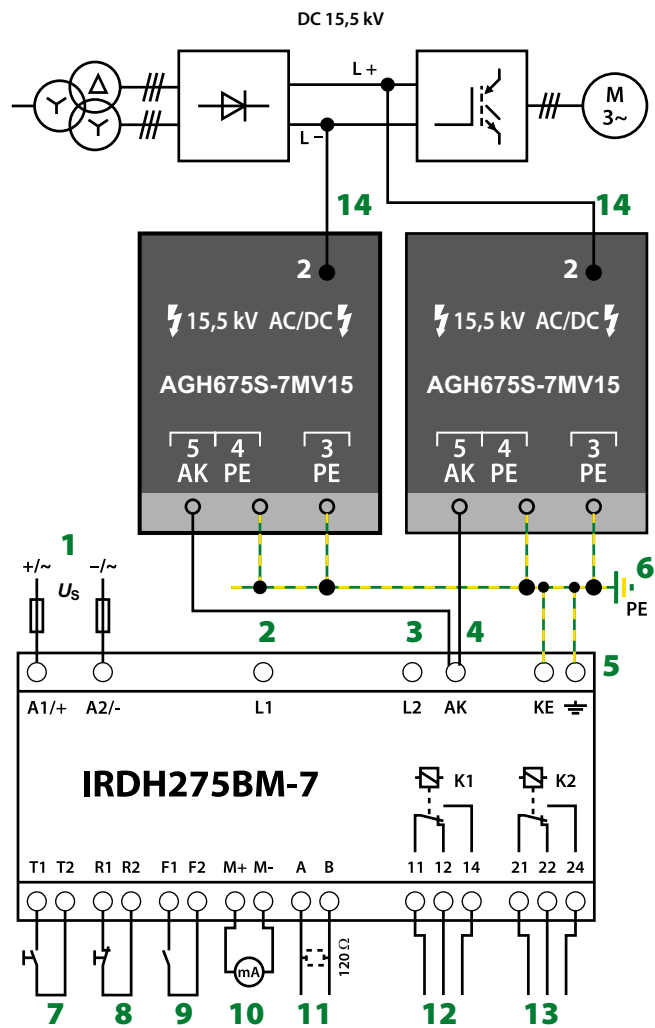 DC 15,5 kV
L +
L –
M
3~
14
14
2
2
15,5 kV AC/DC
15,5 kV AC/DC
AGH675S-7MV15
AGH675S-7MV15
5 4 3
AK PE PE
5 4 3
AK PE PE
1
+/~ –/~
US
6
PE
2 3 4 5
A1/+ A2/- L1 L2 AK KE
IRDH275BM-7
K1 K2
T1 T2 R1 R2 F1 F2 M+ M- A B 11 12 14 21 22 24
mA
120 Ω
7 8 9 10 11 12 13